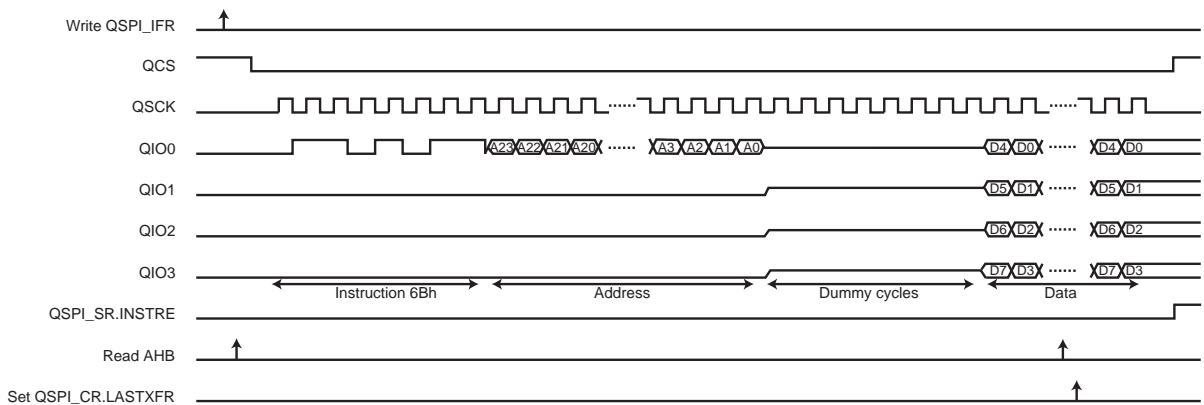 Write QSPI_IFR
QCS
QSCK
QIO0 A23 A22 A21 A20 A3 A2 A1 A0 D4 D0 D4 D0
QIO1 D5 D1 D5 D1
QIO2 D6 D2 D6 D2
QIO3 D7 D3 D7 D3
Instruction 6Bh Address Dummy cycles Data
QSPI_SR.INSTRE
Read AHB
Set QSPI_CR.LASTXFR